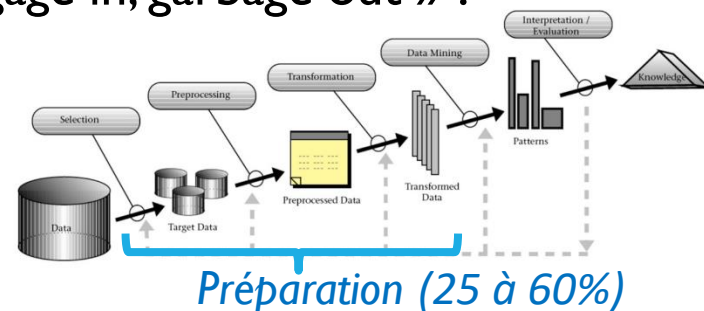 in, garbage out » :
Interpretation /
Evaluation
Data Mining
Transformation
Preprocessing
Selection
Knowledge
Patterns
Transformed
Data
Preprocessed Data
Target Data
Data
Préparation (25 à 60%)